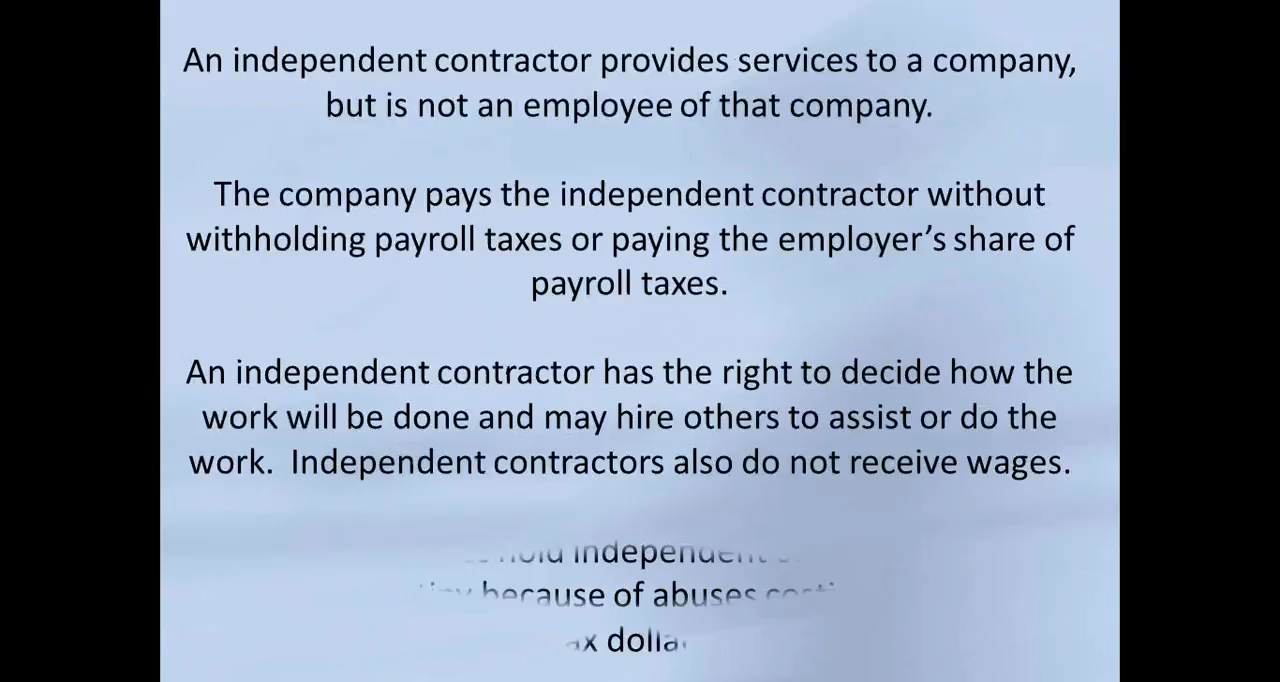 An independent contractor provides services to a company,
but is not an employee of that company.
The company pays the independent contractor without
withholding payroll taxes or paying the employer’s share of
payroll taxes.
An independent contractor has the right to decide how the
work will be done and may hire others to assist or do the
work.  Independent contractors also do not receive wages.
independent
because of abuses